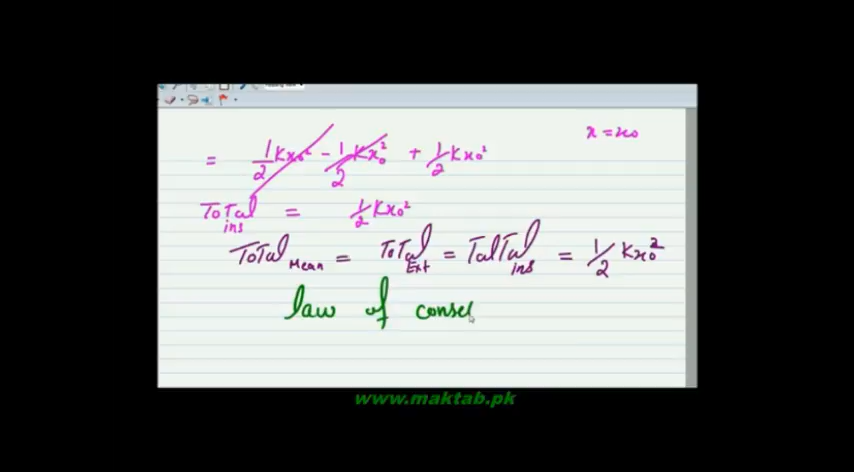 x = x₀
= 1/2 Kx₀² - 1/2 Kx₀² + 1/2 Kx₀²
ToTal ins = 1/2 Kx₀²
ToTal Mean = ToTal Ext = TalTal ins = 1/2 Kx₀²
law of conse
www.maktab.pk